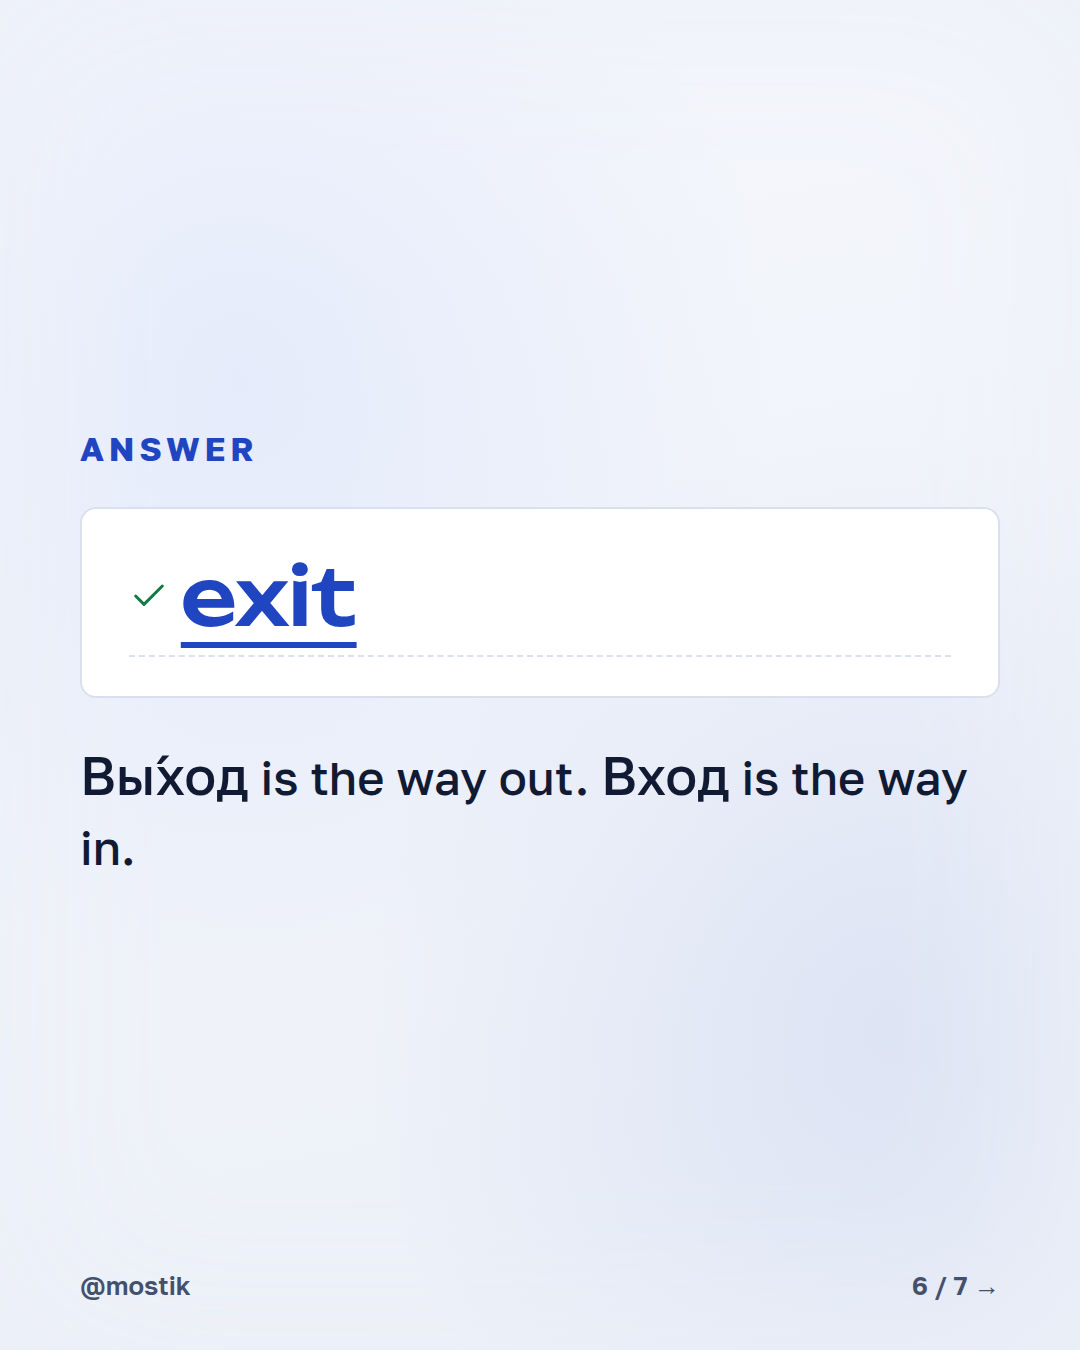 ANSWER
✓ exit
Вы́ход is the way out. Вход is the way
in.
@mostik
6 / 7 →